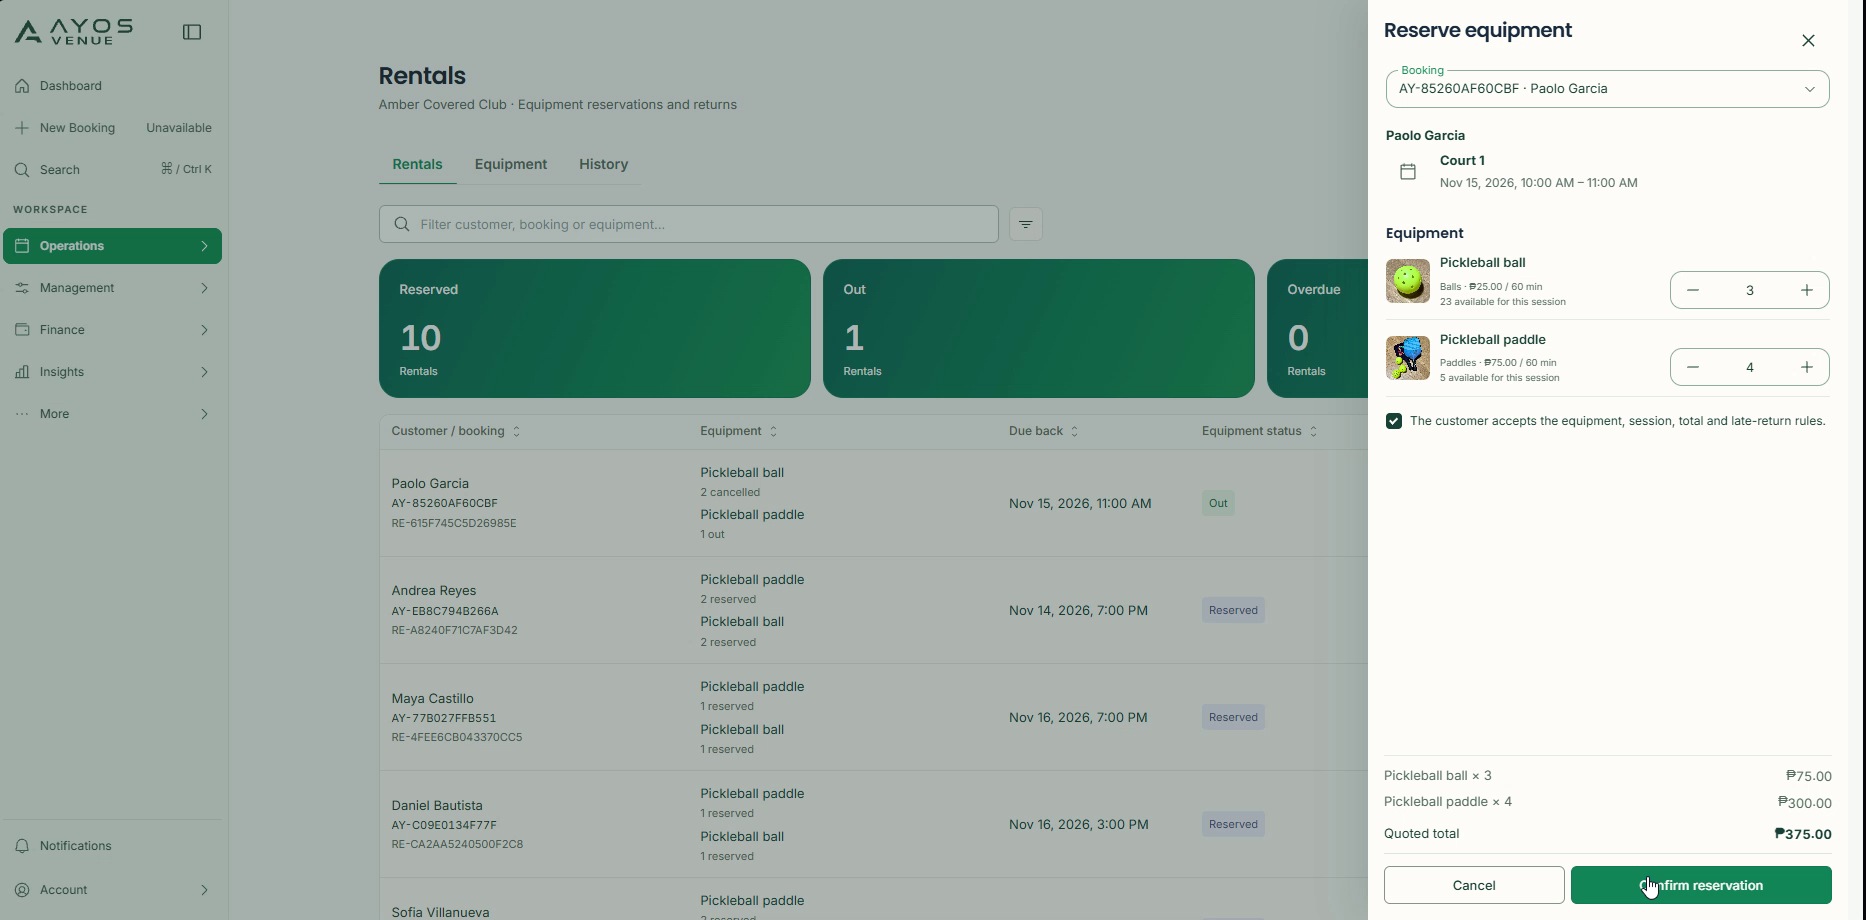 AYOS
VENUE
Dashboard
New Booking Unavailable
Search ⌘ / Ctrl K
WORKSPACE
Operations
Management
Finance
Insights
More
Notifications
Account
Rentals
Amber Covered Club · Equipment reservations and returns
Rentals Equipment History
Filter customer, booking or equipment...
Reserved
10
Rentals
Out
1
Rentals
Overdue
0
Rentals
Customer / booking Equipment Due back Equipment status
Paolo Garcia
AY-85260AF60CBF
RE-615F745C5D26985E
Pickleball ball
2 cancelled
Pickleball paddle
1 out
Nov 15, 2026, 11:00 AM
Out
Andrea Reyes
AY-EB8C794B266A
RE-A8240F71C7AF3D42
Pickleball paddle
2 reserved
Pickleball ball
2 reserved
Nov 14, 2026, 7:00 PM
Reserved
Maya Castillo
AY-77B027FFB551
RE-4FEE6CB043370CC5
Pickleball paddle
1 reserved
Pickleball ball
1 reserved
Nov 16, 2026, 7:00 PM
Reserved
Daniel Bautista
AY-C09E0134F77F
RE-CA2AA5240500F2C8
Pickleball paddle
1 reserved
Pickleball ball
1 reserved
Nov 16, 2026, 3:00 PM
Reserved
Sofia Villanueva
Pickleball paddle
2 reserved
Reserve equipment
Booking
AY-85260AF60CBF · Paolo Garcia
Paolo Garcia
Court 1
Nov 15, 2026, 10:00 AM – 11:00 AM
Equipment
Pickleball ball
Balls · ₱25.00 / 60 min
23 available for this session
3
Pickleball paddle
Paddles · ₱75.00 / 60 min
5 available for this session
4
The customer accepts the equipment, session, total and late-return rules.
Pickleball ball × 3 ₱75.00
Pickleball paddle × 4 ₱300.00
Quoted total ₱375.00
Cancel
Confirm reservation